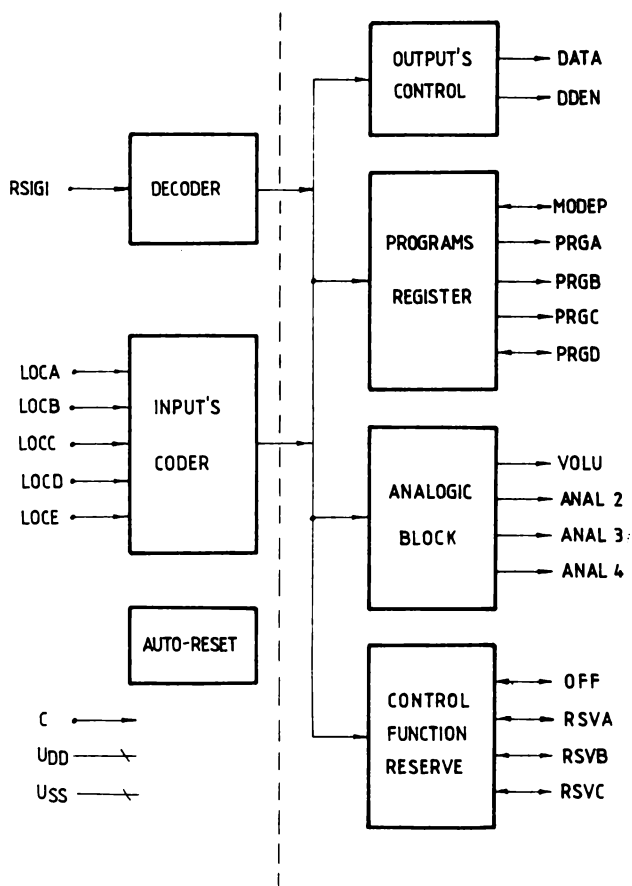 RSIGI
DECODER
LOCA
LOCB
LOCC
LOCD
LOCE
INPUT'S
CODER
AUTO-RESET
C
UDD
USS
OUTPUT'S
CONTROL
DATA
DDEN
PROGRAMS
REGISTER
MODEP
PRGA
PRGB
PRGC
PRGD
ANALOGIC
BLOCK
VOLU
ANAL 2
ANAL 3
ANAL 4
CONTROL
FUNCTION
RESERVE
OFF
RSVA
RSVB
RSVC